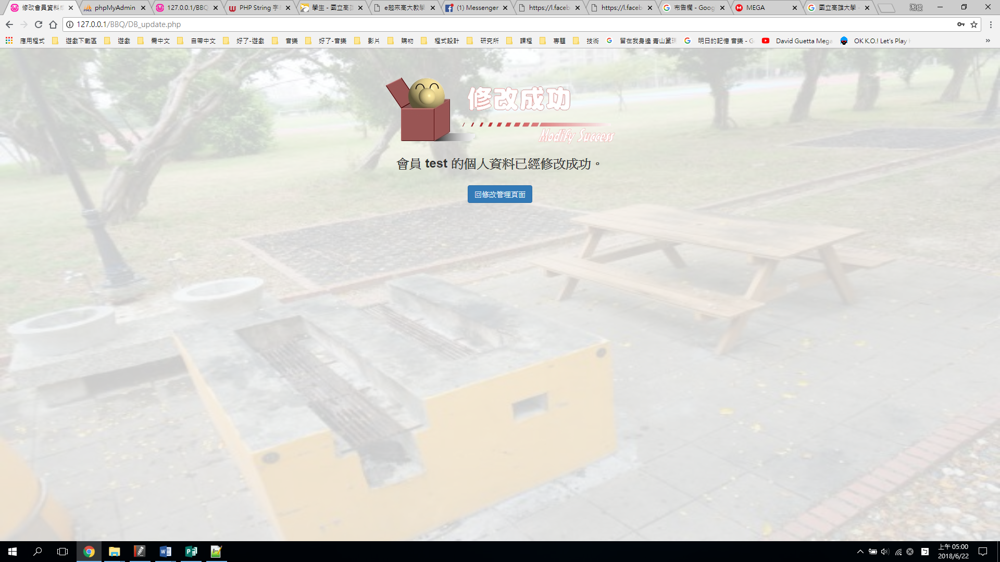 修改會員資料成
phpMyAdmin
127.0.0.1/BBQ
PHP String 字
學生 - 國立高
e起來高大教學
(1) Messenger
https://l.faceb
https://l.faceb
布告欄 - Goog
MEGA
國立高雄大學 -
湘俊
127.0.0.1/BBQ/DB_update.php
應用程式
遊戲下載區
遊戲
需中文
自帶中文
好了-遊戲
音樂
好了-音樂
影片
購物
程式設計
研究所
課程
專題
技術
留在我身邊 青山黛
明日的記憶 音樂 - G
David Guetta Mega
OK K.O.! Let's Play
»
修改成功
Modify Success
會員 test 的個人資料已經修改成功。
回修改管理頁面
ㄅ
上午 05:00
2018/6/22